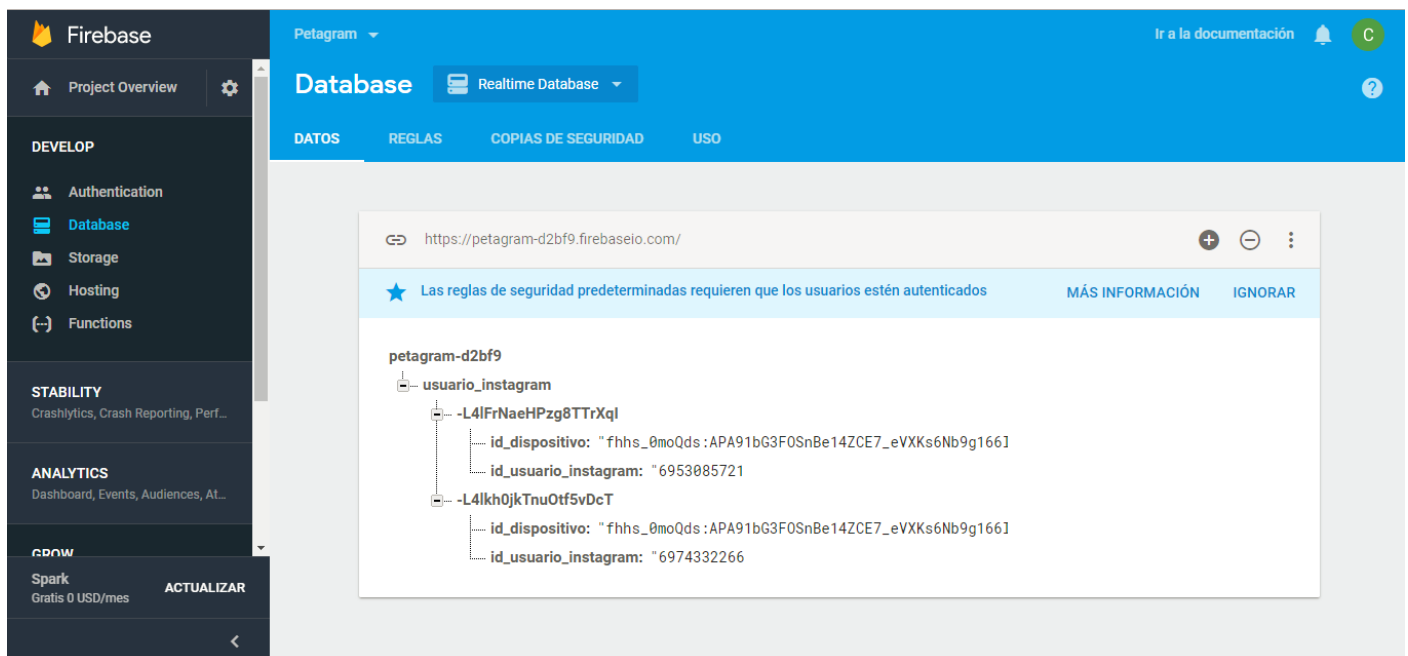 Firebase
Petagram
Ir a la documentación
C
Project Overview
Database
Realtime Database
?
DEVELOP
DATOS
REGLAS
COPIAS DE SEGURIDAD
USO
Authentication
Database
Storage
Hosting
Functions
https://petagram-d2bf9.firebaseio.com/
Las reglas de seguridad predeterminadas requieren que los usuarios estén autenticados
MÁS INFORMACIÓN
IGNORAR
petagram-d2bf9
usuario_instagram
-L4lFrNaeHPzg8TTrXql
id_dispositivo: "fhhs_0moQds:APA91bG3FOSnBe14ZCE7_eVXKs6Nb9g166]
id_usuario_instagram: "6953085721
-L4lkh0jkTnuOtf5vDcT
id_dispositivo: "fhhs_0moQds:APA91bG3FOSnBe14ZCE7_eVXKs6Nb9g166]
id_usuario_instagram: "6974332266
STABILITY
Crashlytics, Crash Reporting, Perf...
ANALYTICS
Dashboard, Events, Audiences, At...
GROW
Spark
Gratis 0 USD/mes
ACTUALIZAR